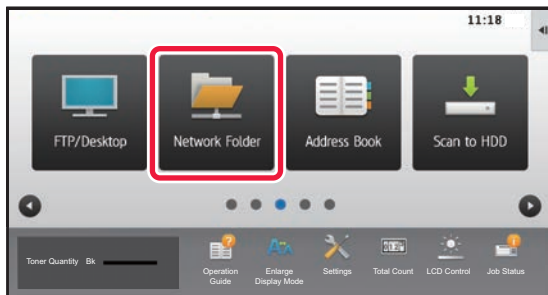 11:18
FTP/Desktop
Network Folder
Address Book
Scan to HDD
Toner Quantity Bk
Operation
Guide
Enlarge
Display Mode
Settings
Total Count
LCD Control
Job Status